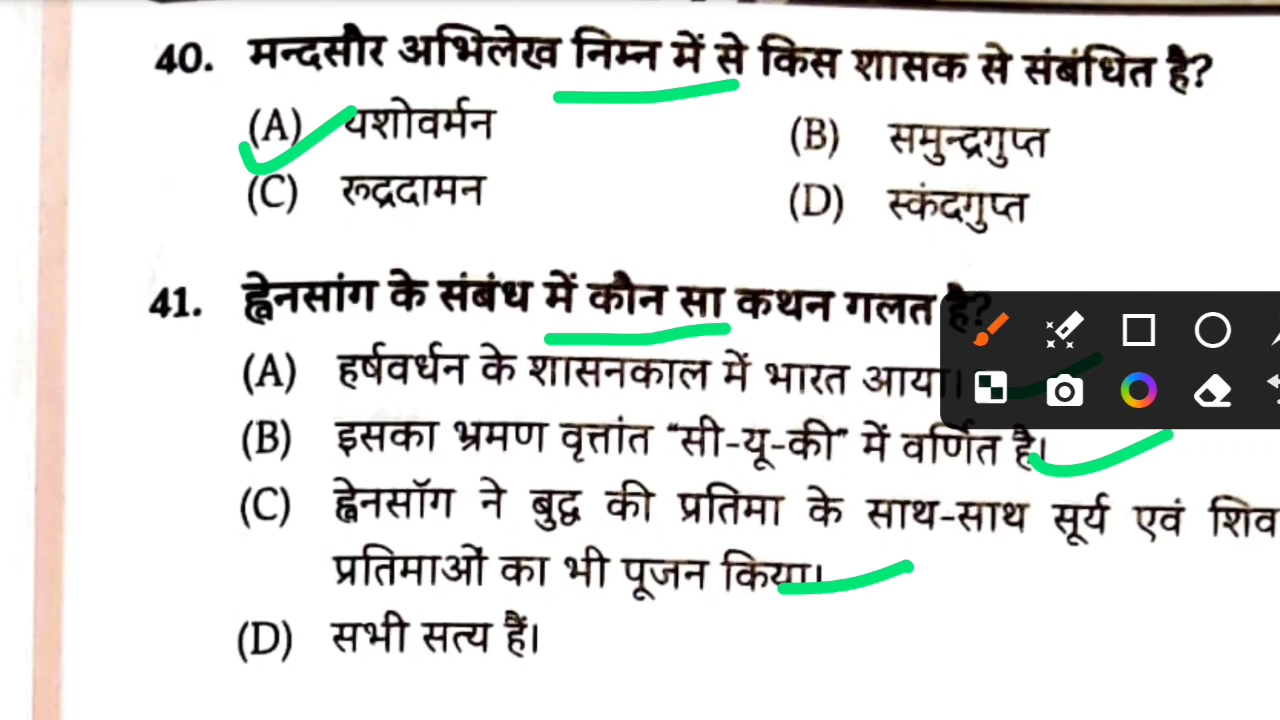 40. मन्दसौर अभिलेख निम्न में से किस शासक से संबंधित है?
(A) यशोवर्मन (B) समुन्द्रगुप्त
(C) रूद्रदामन (D) स्कंदगुप्त
41. ह्वेनसांग के संबंध में कौन सा कथन गलत है?
(A) हर्षवर्धन के शासनकाल में भारत आया।
(B) इसका भ्रमण वृत्तांत "सी-यू-की" में वर्णित है।
(C) ह्वेनसॉग ने बुद्ध की प्रतिमा के साथ-साथ सूर्य एवं शिव
प्रतिमाओं का भी पूजन किया।
(D) सभी सत्य हैं।